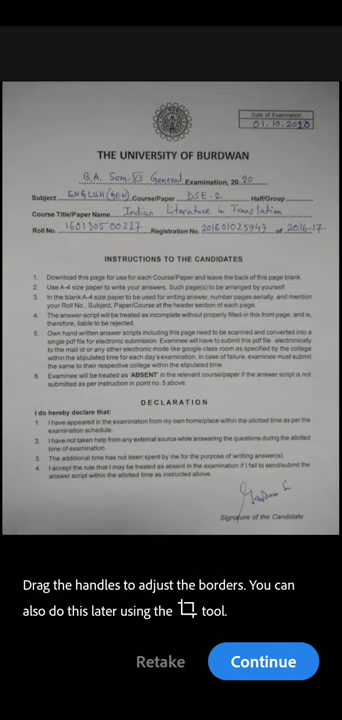 Date of Examination
01.10.2020
THE UNIVERSITY OF BURDWAN
B.A. Sem-VI General Examination, 2020
Subject ENGLISH (GEN) Course/Paper DSE-2 Half/Group
Course Title/Paper Name Indian Literature in Translation
Roll No. 160130500227 Registration No. 201601025949 of 2016-17
INSTRUCTIONS TO THE CANDIDATES
1. Download this page for use for each Course/Paper and leave the back of this page blank.
2. Use A-4 size paper to write your answers. Such page(s) to be arranged by yourself.
3. In the blank A-4 size paper to be used for writing answer, number pages serially, and mention
your Roll No., Subject, Paper/Course at the header section of each page.
4. The answer-script will be treated as incomplete without properly filled-in this front page, and is,
therefore, liable to be rejected.
5. Own hand written answer scripts including this page need to be scanned and converted into a
single pdf file for electronic submission. Examinee will have to submit this pdf file electronically
to the mail id or any other electronic mode like google class room as specified by the college
within the stipulated time for each day's examination. In case of failure, examinee must submit
the same to their respective college within the stipulated time.
6. Examinee will be treated as 'ABSENT' in the relevant course/paper if the answer script is not
submitted as per instruction in point no. 5 above.
DECLARATION
I do hereby declare that:
1. I have appeared in the examination from my own home/place within the allotted time as per the
examination schedule.
2. I have not taken help from any external source while answering the questions during the allotted
time of examination.
3. The additional time has not been spent by me for the purpose of writing answer(s).
4. I accept the rule that I may be treated as absent in the examination if I fail to send/submit the
answer script within the allotted time as instructed above.
Signature of the Candidate
Drag the handles to adjust the borders. You can
also do this later using the tool.
Retake
Continue